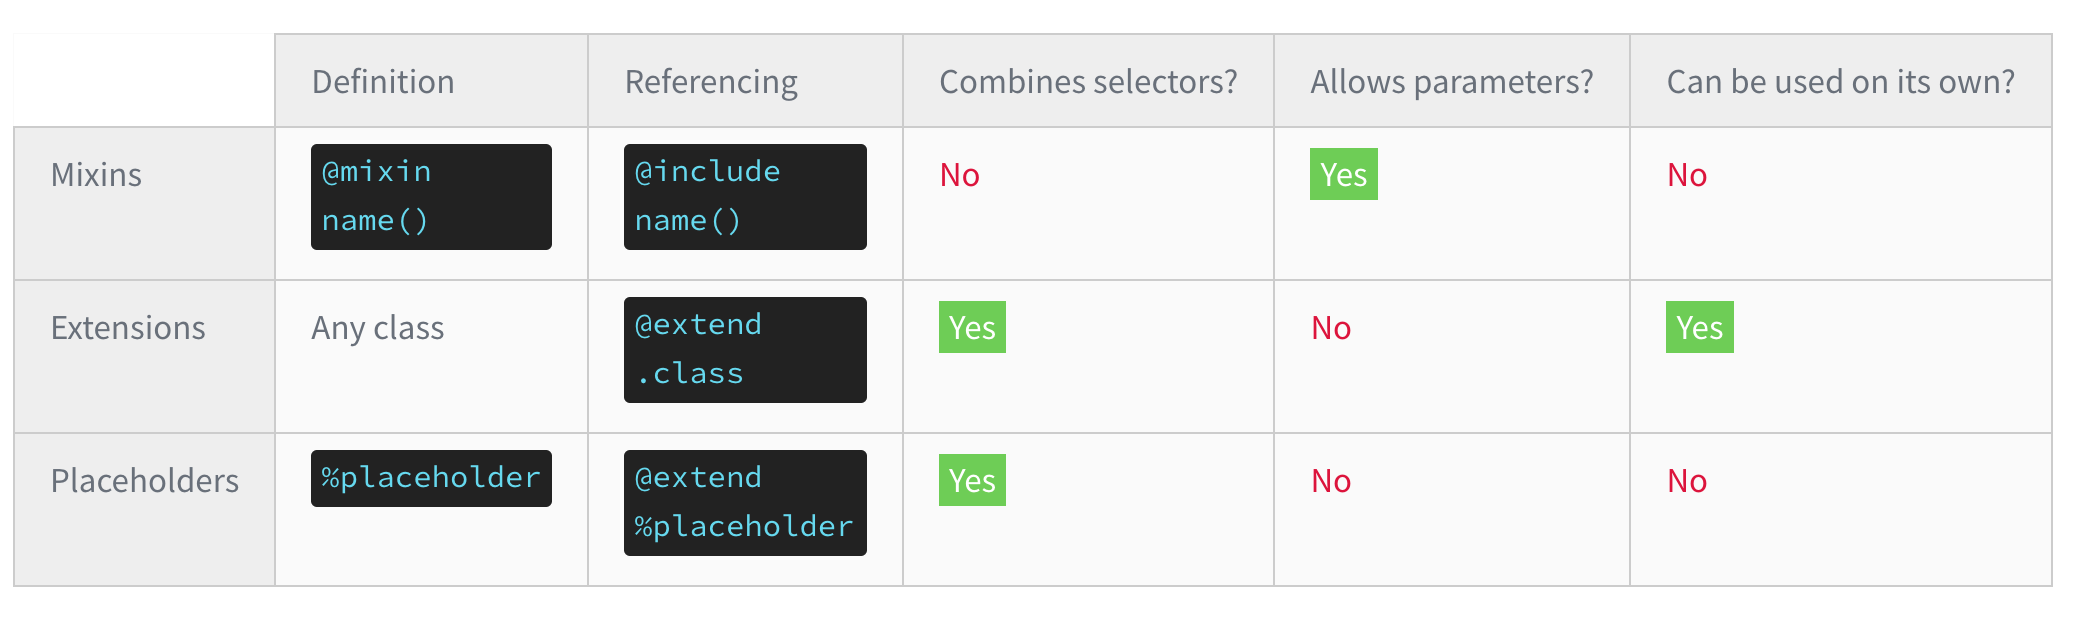 Definition Referencing Combines selectors? Allows parameters? Can be used on its own?
Mixins @mixin @include No Yes No
name() name()
Extensions Any class @extend Yes No Yes
.class
Placeholders %placeholder @extend Yes No No
%placeholder